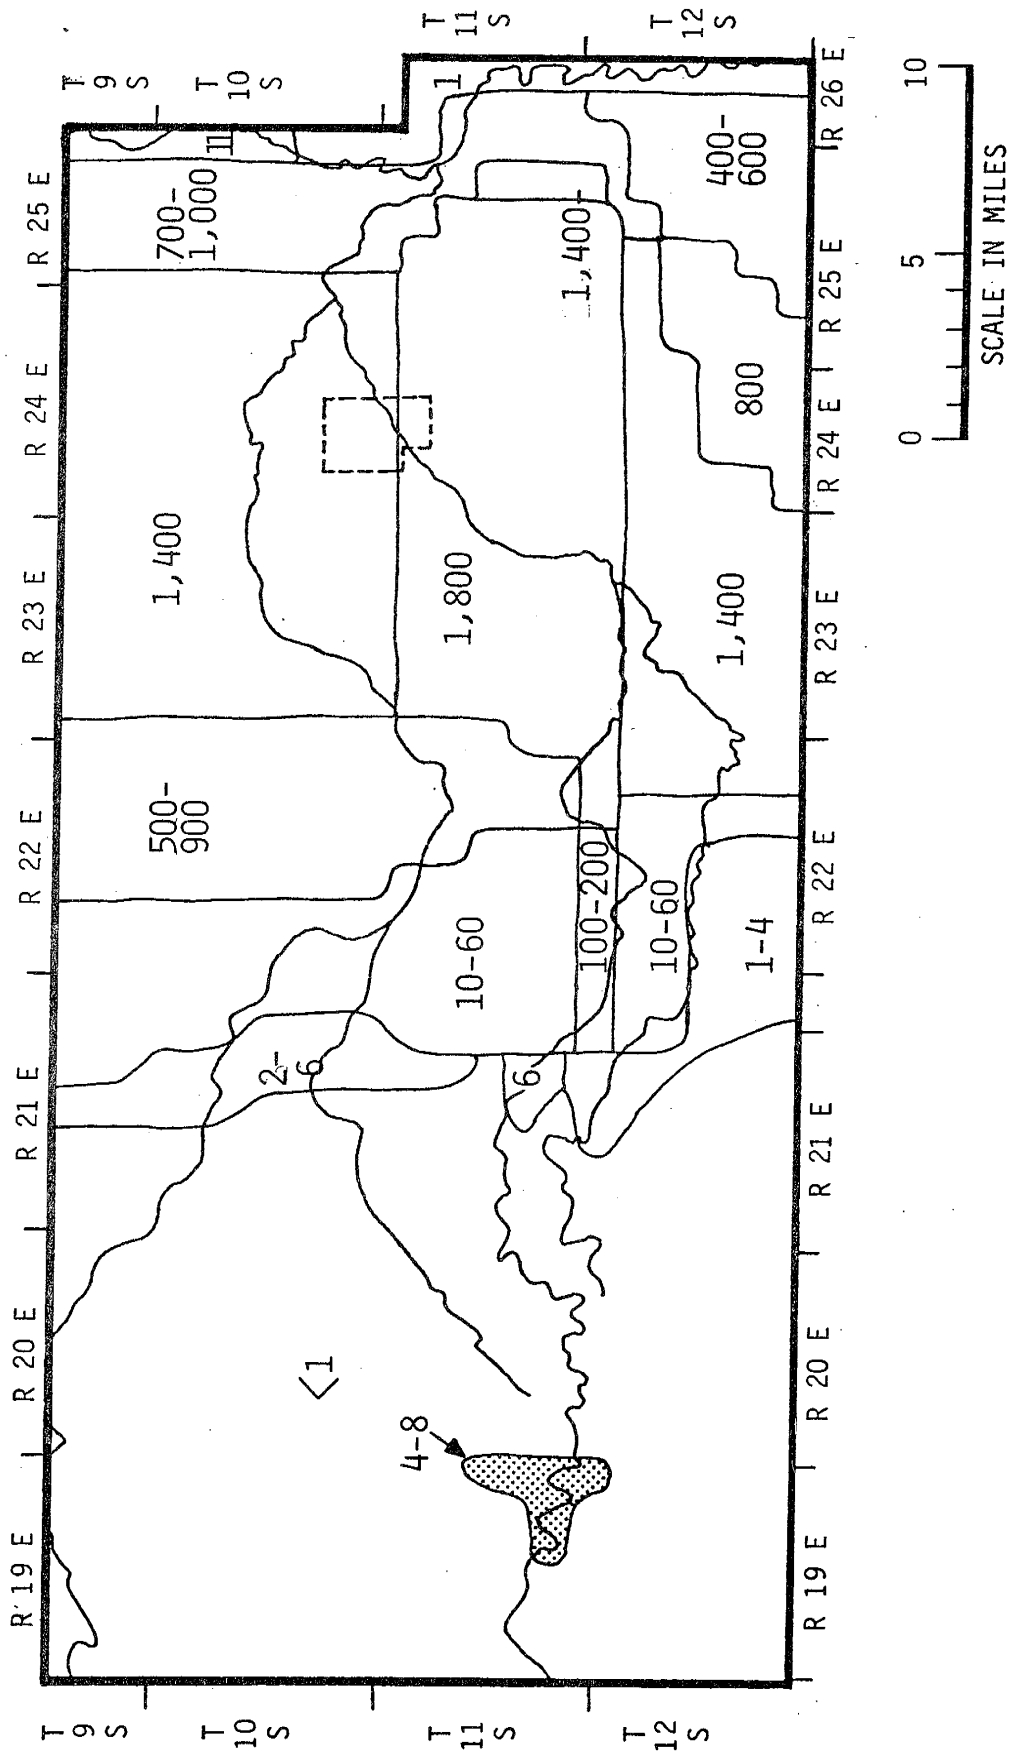 R 19 E
R 20 E
R 21 E
R 22 E
R 23 E
R 24 E
R 25 E
T
9
S
T
10
S
T
11
S
T
12
S
T
9
S
T
10
S
T
11
S
T
12
S
<1
4-8
2-
6
6
500-
900
10-60
100-200
10-60
1-4
1,400
1,800
1,400
1,400-
700-
1,000
11
1
800
400-
600
R 19 E
R 20 E
R 21 E
R 22 E
R 23 E
R 24 E
R 25 E
R 26 E
0 5 10
SCALE IN MILES